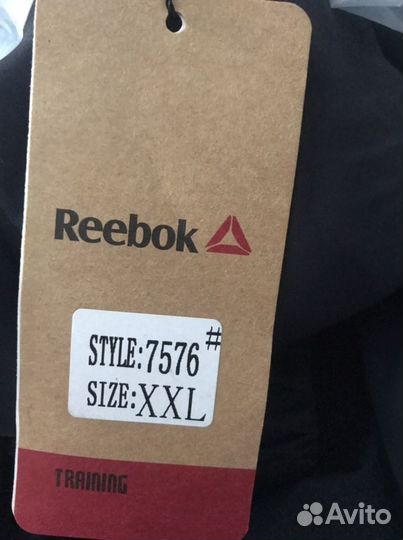 Reebok
STYLE:7576#
SIZE:XXL
TRAINING
Avito